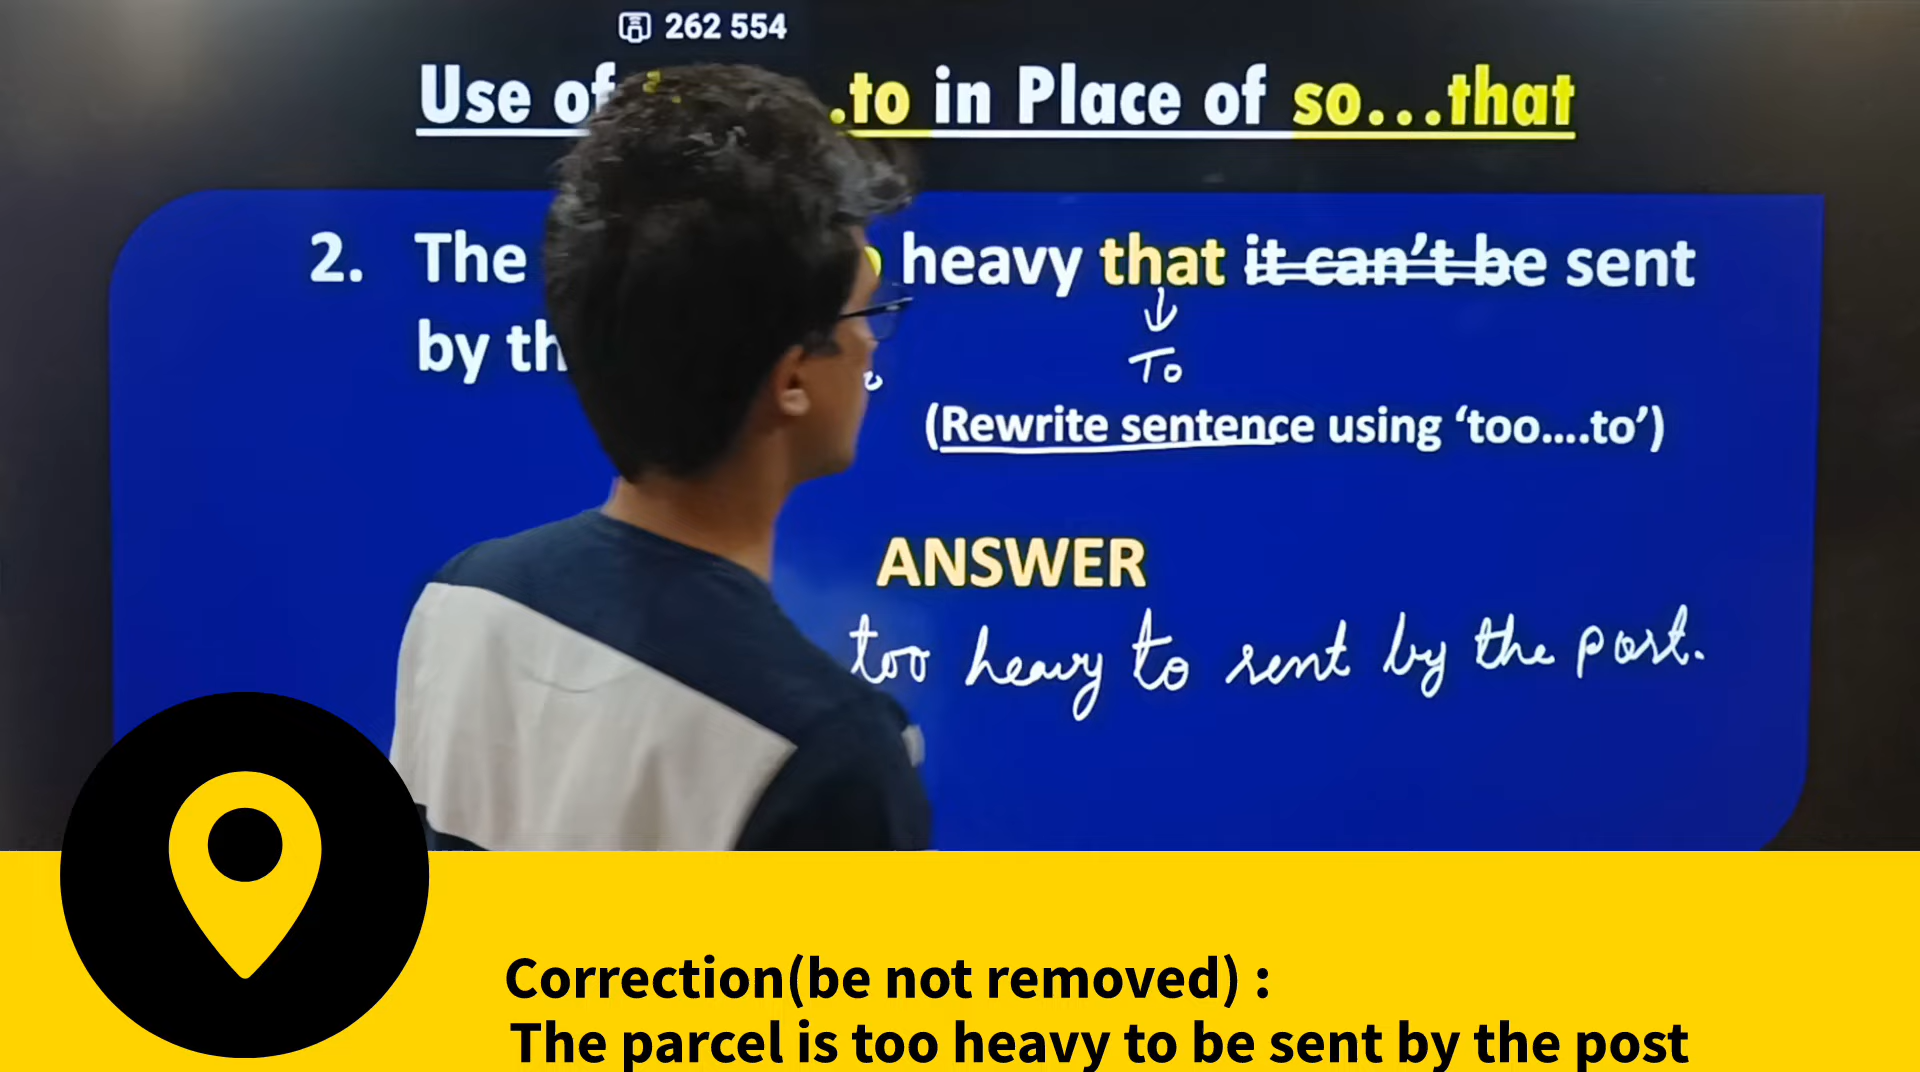 262 554
Use of ...to in Place of so...that
2. The heavy that it can't be sent
by th
↓
To
(Rewrite sentence using 'too....to')
ANSWER
too heavy to sent by the post.
Correction(be not removed) :
The parcel is too heavy to be sent by the post